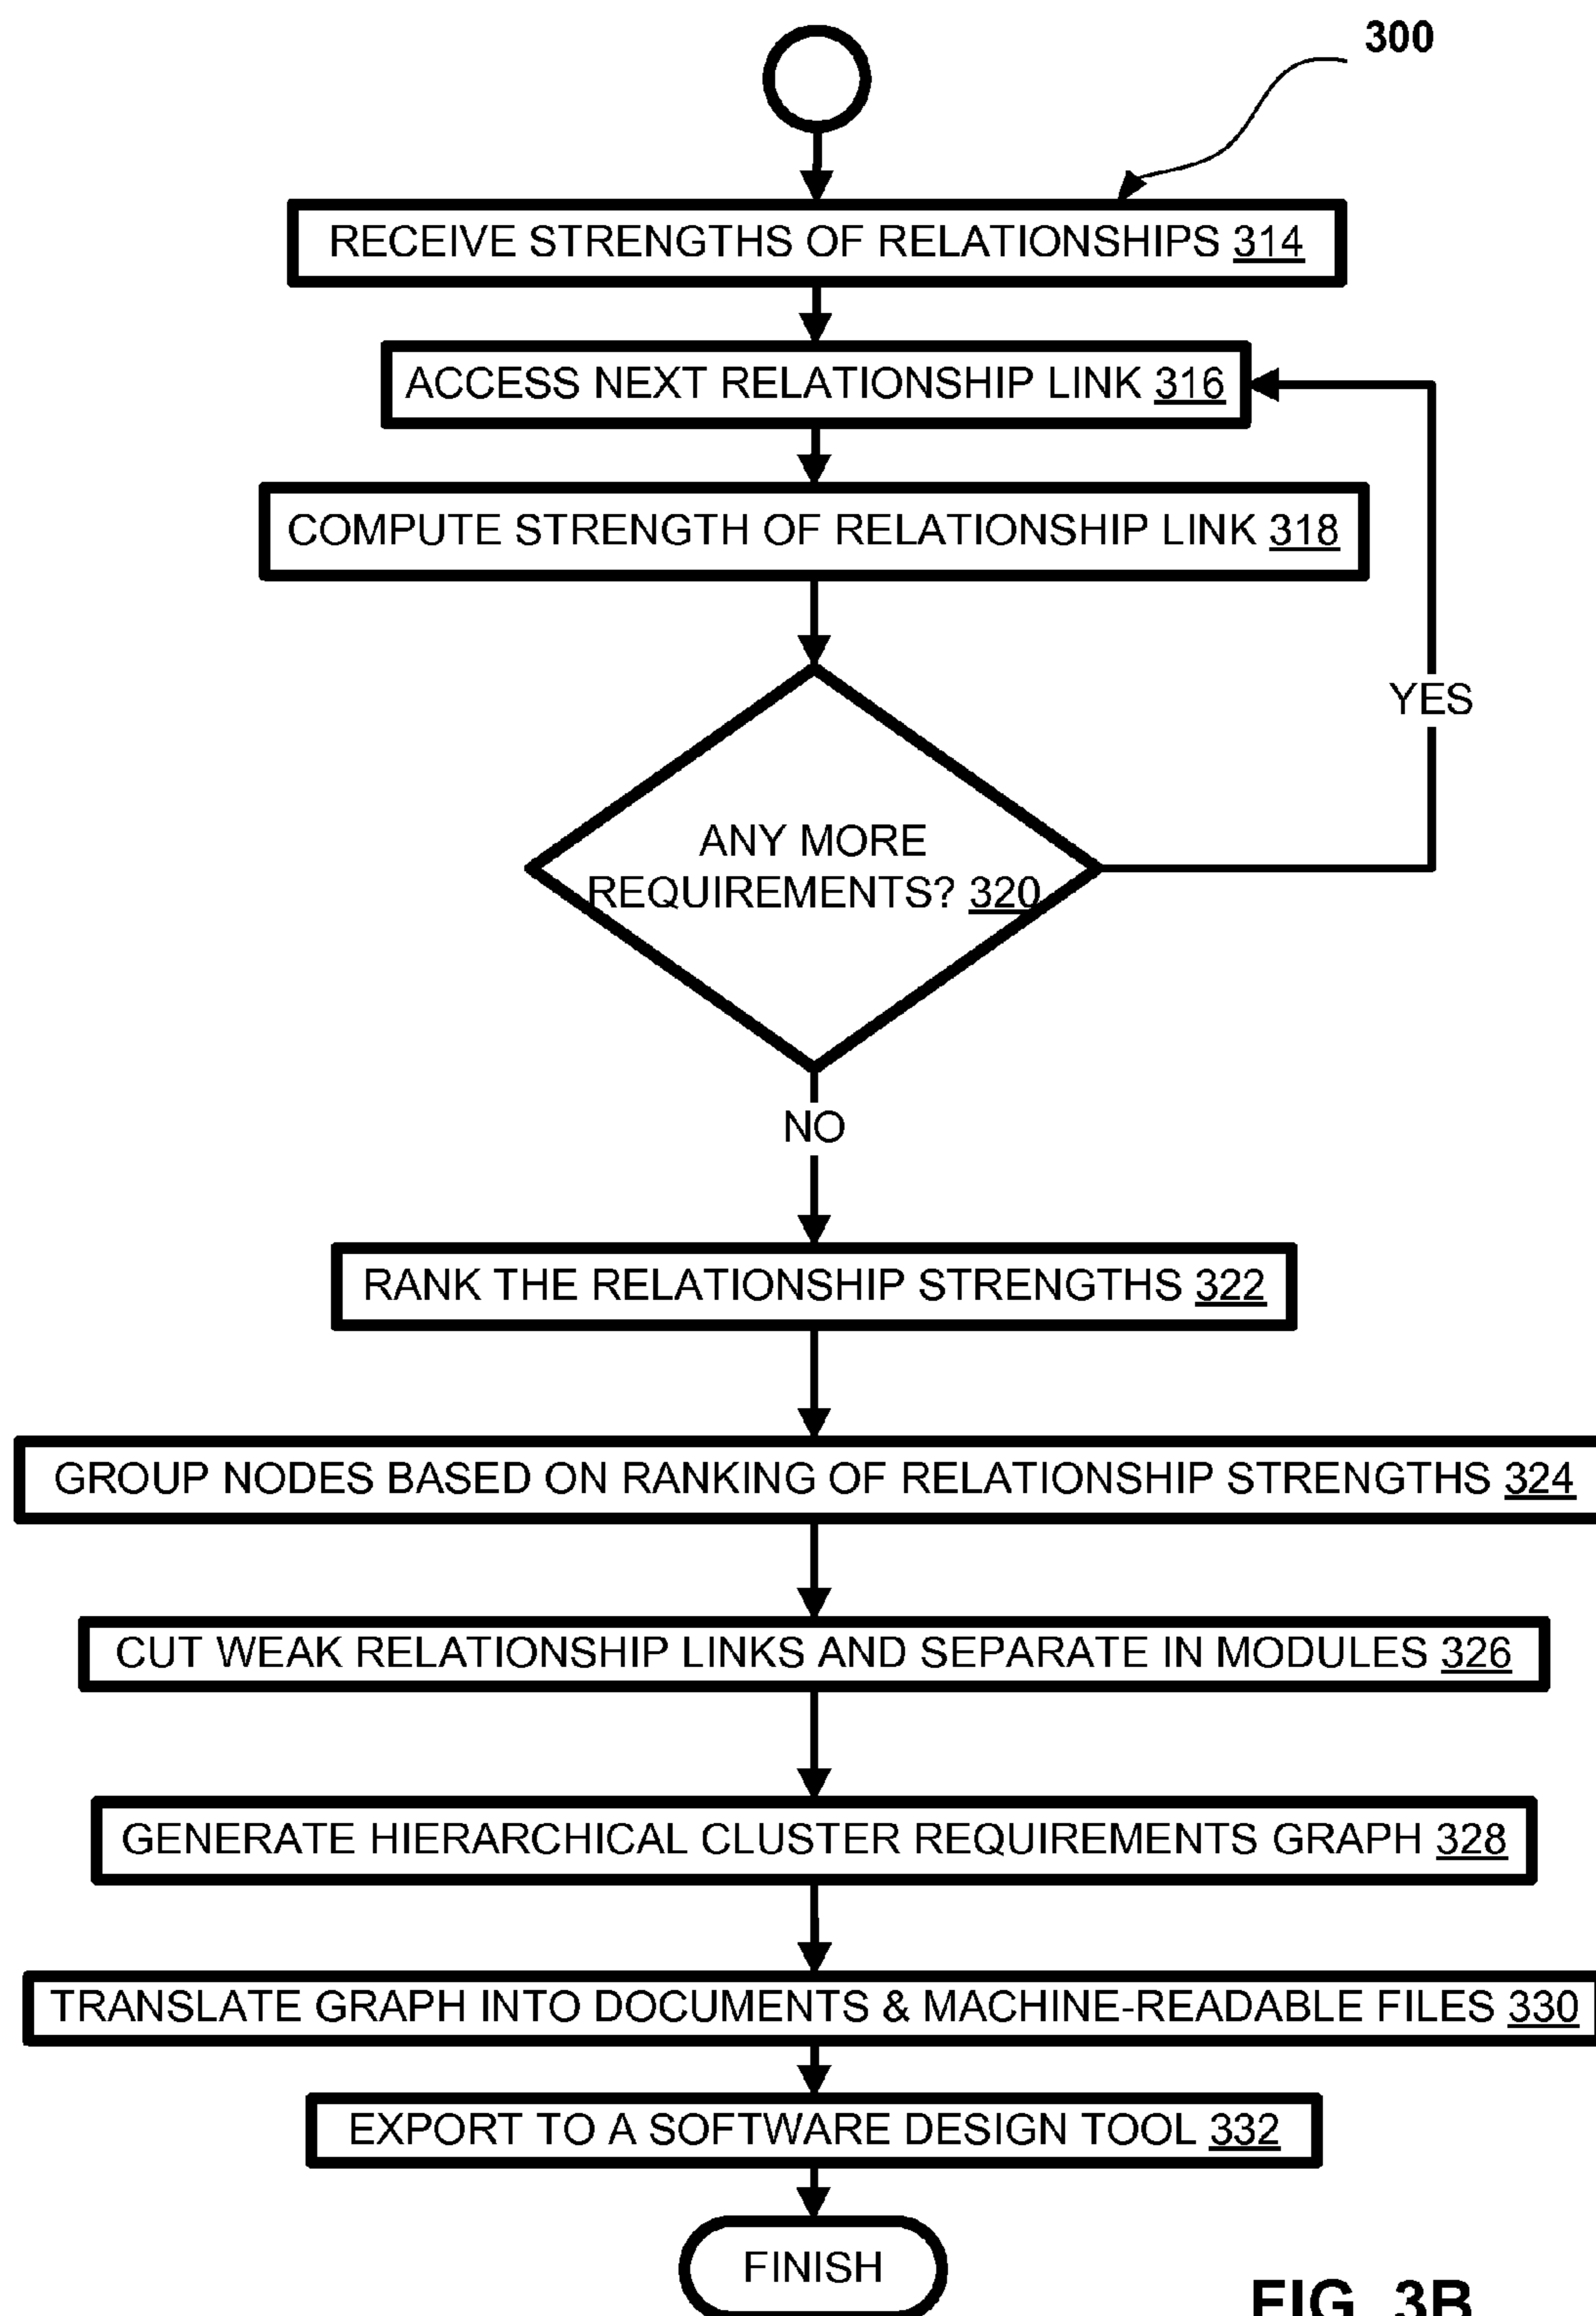 300
RECEIVE STRENGTHS OF RELATIONSHIPS 314
ACCESS NEXT RELATIONSHIP LINK 316
COMPUTE STRENGTH OF RELATIONSHIP LINK 318
YES
ANY MORE
REQUIREMENTS? 320
NO
RANK THE RELATIONSHIP STRENGTHS 322
GROUP NODES BASED ON RANKING OF RELATIONSHIP STRENGTHS 324
CUT WEAK RELATIONSHIP LINKS AND SEPARATE IN MODULES 326
GENERATE HIERARCHICAL CLUSTER REQUIREMENTS GRAPH 328
TRANSLATE GRAPH INTO DOCUMENTS & MACHINE-READABLE FILES 330
EXPORT TO A SOFTWARE DESIGN TOOL 332
FINISH
FIG. 3B